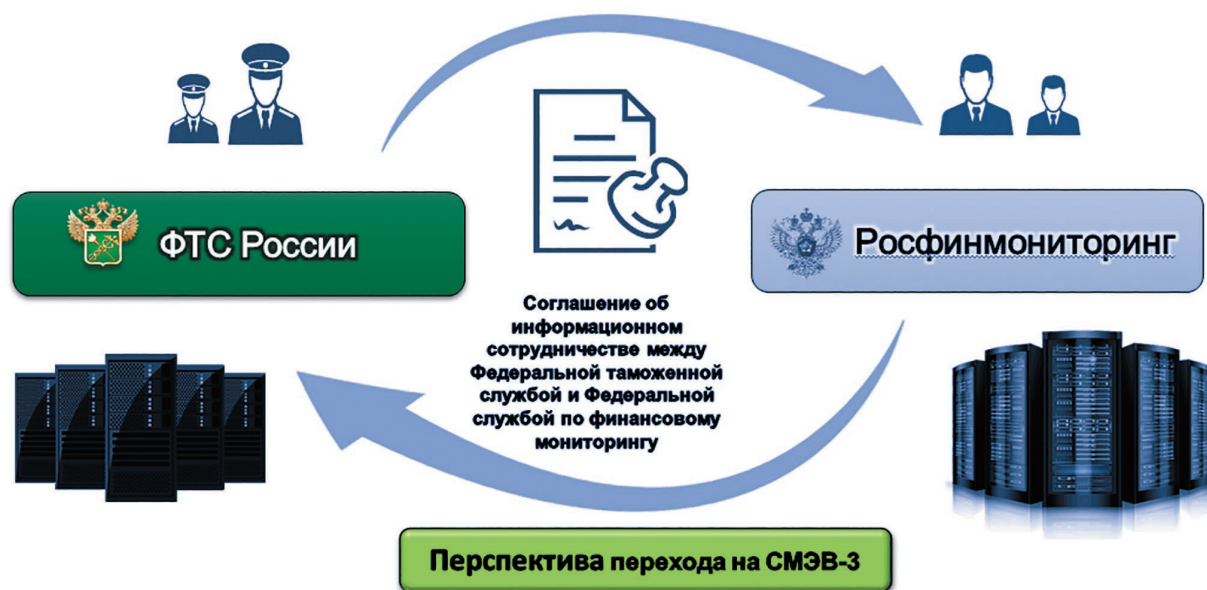 ФТС России
Росфинмониторинг
Соглашение об
информационном
сотрудничестве между
Федеральной таможенной
службой и Федеральной
службой по финансовому
мониторингу
Перспектива перехода на СМЭВ-3